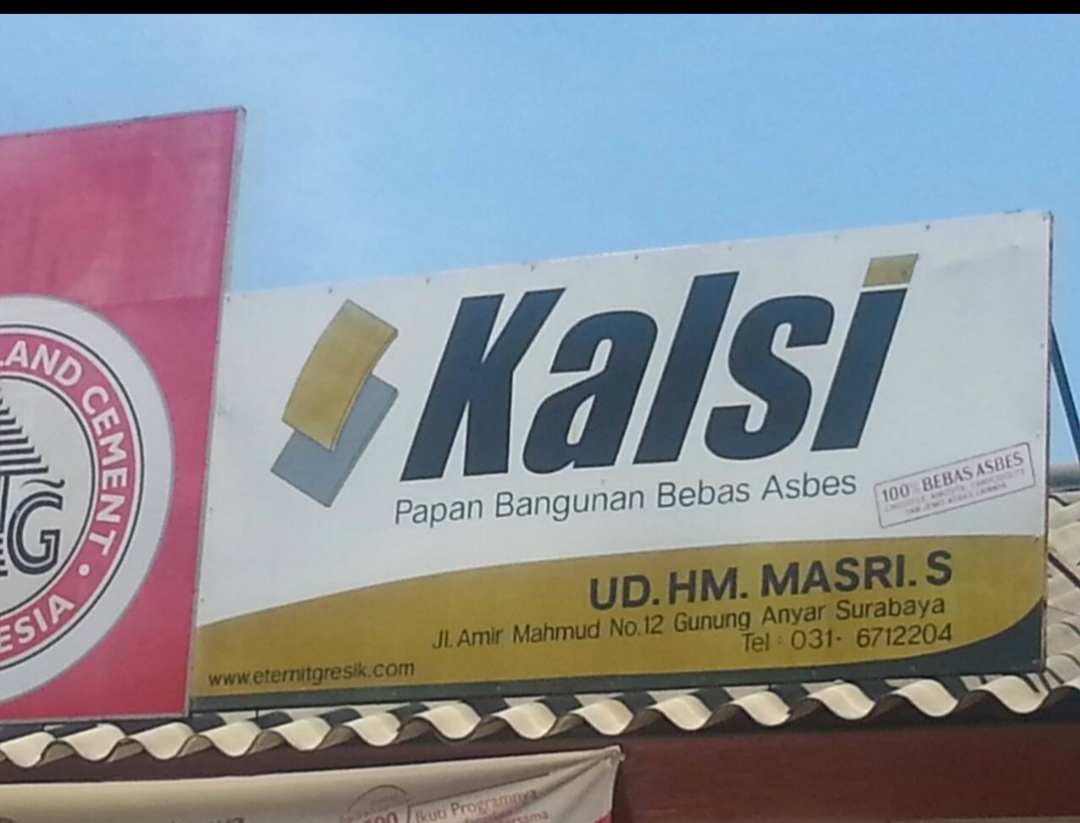 LAND CEMENT •
ESIA
G
Kalsi
Papan Bangunan Bebas Asbes
100% BEBAS ASBES
UD. HM. MASRI. S
Jl. Amir Mahmud No.12 Gunung Anyar Surabaya
Tel : 031- 6712204
www.eternitgresik.com
Ikuti Programnya